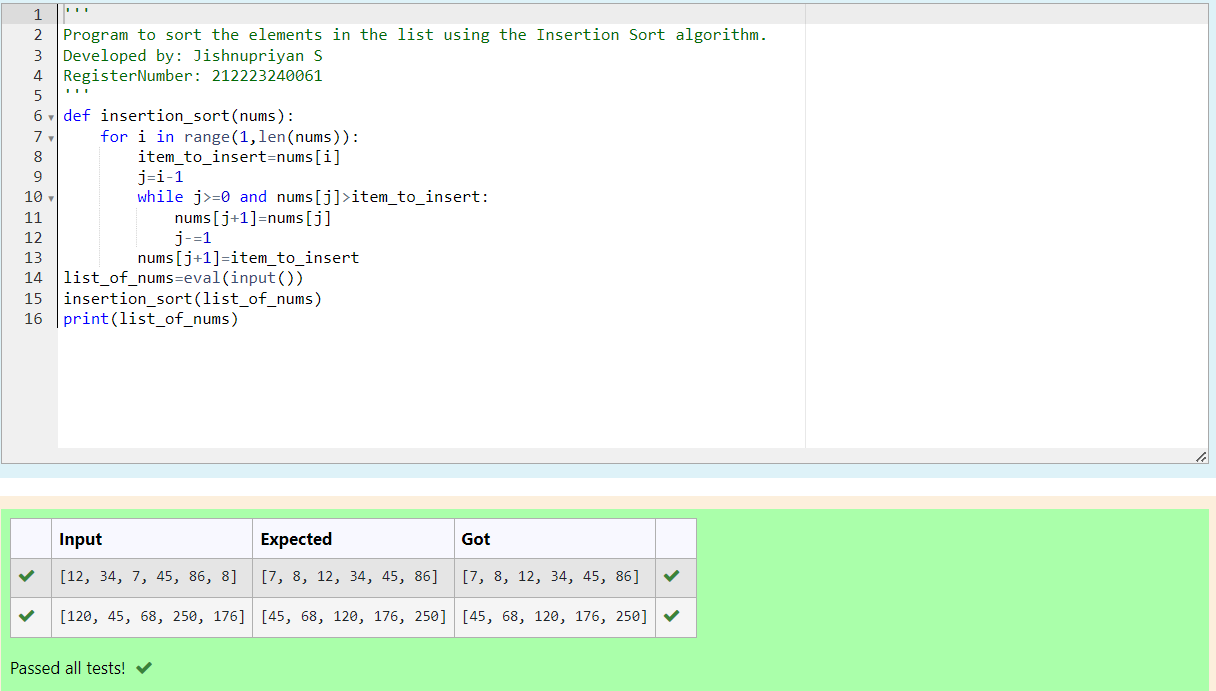 1 '''
2 Program to sort the elements in the list using the Insertion Sort algorithm.
3 Developed by: Jishnupriyan S
4 RegisterNumber: 212223240061
5 '''
6 def insertion_sort(nums):
7     for i in range(1,len(nums)):
8         item_to_insert=nums[i]
9         j=i-1
10         while j>=0 and nums[j]>item_to_insert:
11             nums[j+1]=nums[j]
12             j-=1
13         nums[j+1]=item_to_insert
14 list_of_nums=eval(input())
15 insertion_sort(list_of_nums)
16 print(list_of_nums)
Input Expected Got
[12, 34, 7, 45, 86, 8] [7, 8, 12, 34, 45, 86] [7, 8, 12, 34, 45, 86]
[120, 45, 68, 250, 176] [45, 68, 120, 176, 250] [45, 68, 120, 176, 250]
Passed all tests!